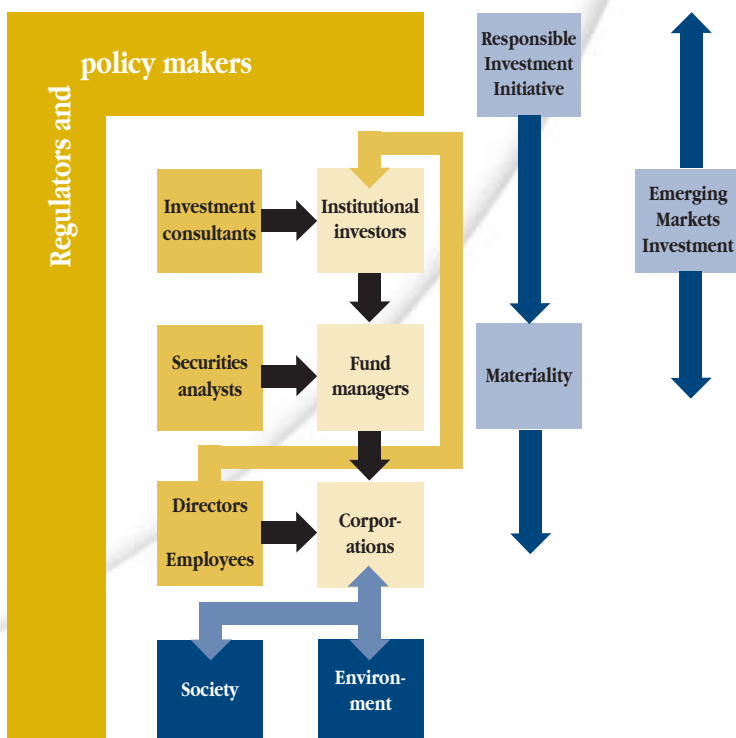 Regulators and
policy makers
Responsible
Investment
Initiative
Investment
consultants
Institutional
investors
Emerging
Markets
Investment
Securities
analysts
Fund
managers
Materiality
Directors
Employees
Corpor-
ations
Society
Environ-
ment